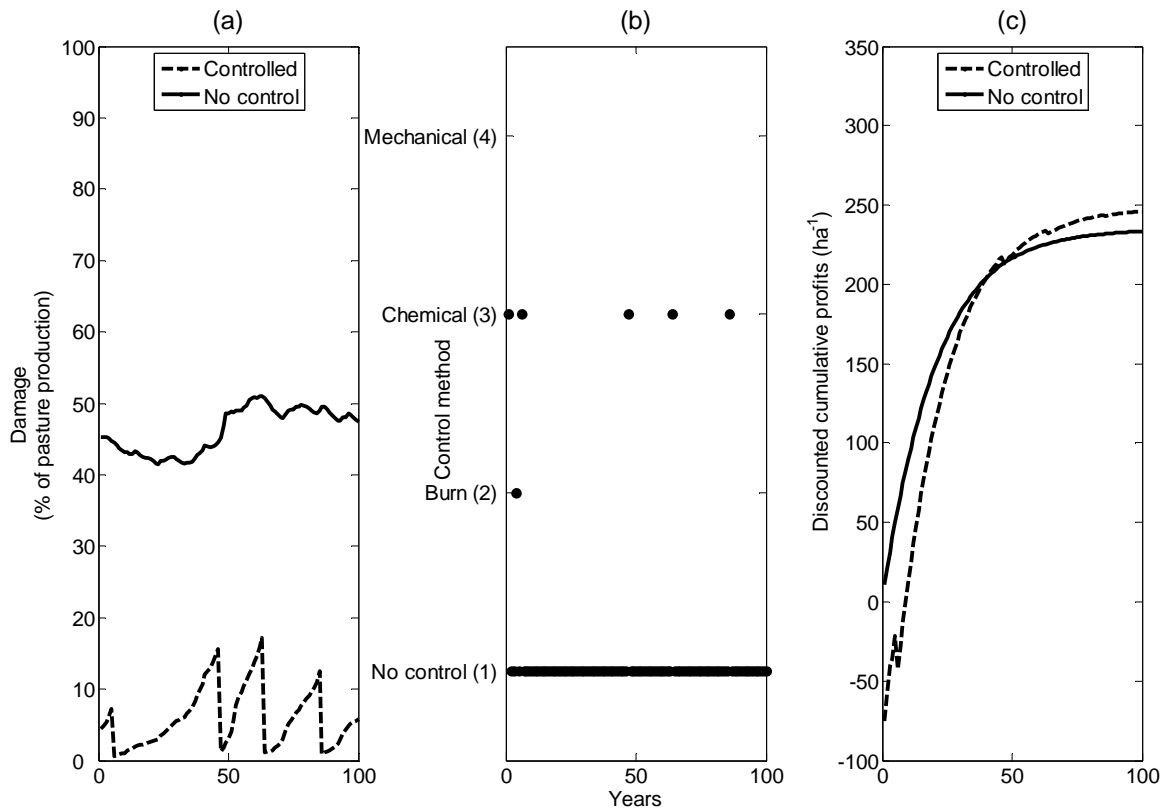 (a)
Controlled
No control
100
90
80
70
60
50
40
30
20
10
0
0
50
100
Damage
(% of pasture production)
(b)
Mechanical (4)
Chemical (3)
Burn (2)
No control (1)
Control method
0
50
100
Years
(c)
Controlled
No control
350
300
250
200
150
100
50
0
-50
-100
0
50
100
Discounted cumulative profits (ha-1)